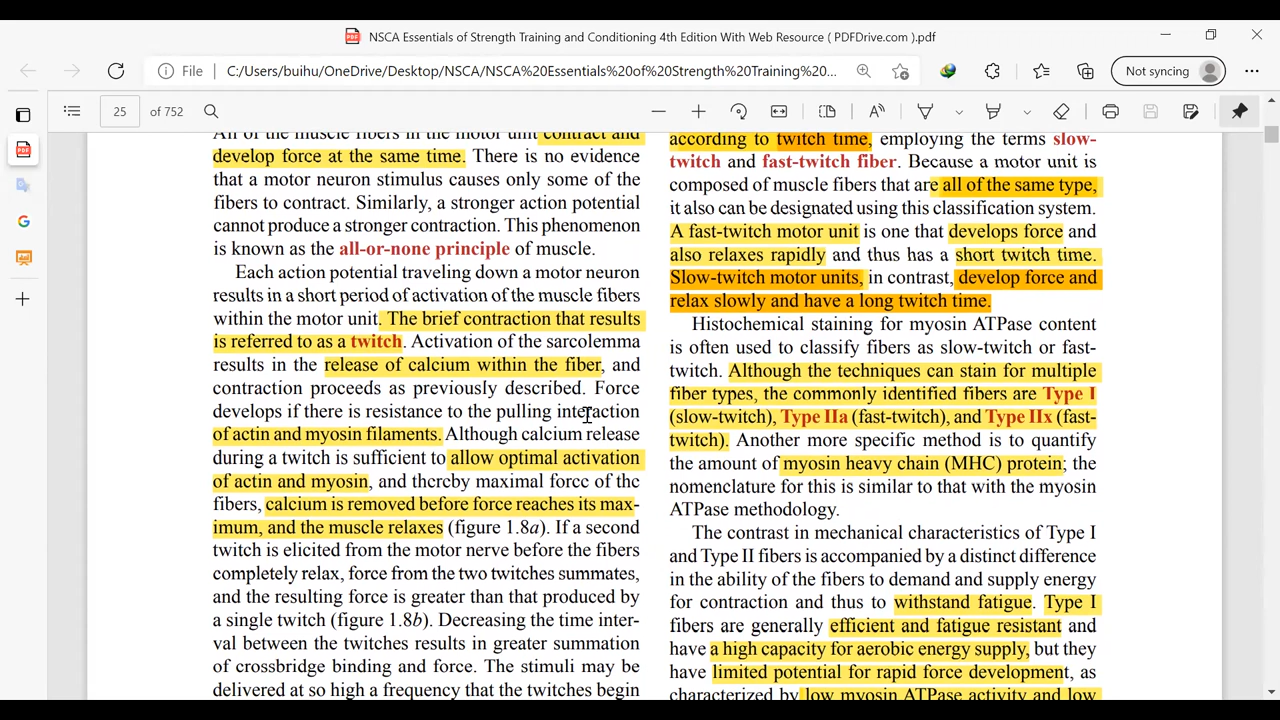 NSCA Essentials of Strength Training and Conditioning 4th Edition With Web Resource ( PDFDrive.com ).pdf
File
C:/Users/buihu/OneDrive/Desktop/NSCA/NSCA%20Essentials%20of%20Strength%20Training%20...
Not syncing
25 of 752
All of the muscle fibers in the motor unit contract and
develop force at the same time. There is no evidence
that a motor neuron stimulus causes only some of the
fibers to contract. Similarly, a stronger action potential
cannot produce a stronger contraction. This phenomenon
is known as the all-or-none principle of muscle.
Each action potential traveling down a motor neuron
results in a short period of activation of the muscle fibers
within the motor unit. The brief contraction that results
is referred to as a twitch. Activation of the sarcolemma
results in the release of calcium within the fiber, and
contraction proceeds as previously described. Force
develops if there is resistance to the pulling interaction
of actin and myosin filaments. Although calcium release
during a twitch is sufficient to allow optimal activation
of actin and myosin, and thereby maximal force of the
fibers, calcium is removed before force reaches its max-
imum, and the muscle relaxes (figure 1.8a). If a second
twitch is elicited from the motor nerve before the fibers
completely relax, force from the two twitches summates,
and the resulting force is greater than that produced by
a single twitch (figure 1.8b). Decreasing the time inter-
val between the twitches results in greater summation
of crossbridge binding and force. The stimuli may be
delivered at so high a frequency that the twitches begin
according to twitch time, employing the terms slow-
twitch and fast-twitch fiber. Because a motor unit is
composed of muscle fibers that are all of the same type,
it also can be designated using this classification system.
A fast-twitch motor unit is one that develops force and
also relaxes rapidly and thus has a short twitch time.
Slow-twitch motor units, in contrast, develop force and
relax slowly and have a long twitch time.
Histochemical staining for myosin ATPase content
is often used to classify fibers as slow-twitch or fast-
twitch. Although the techniques can stain for multiple
fiber types, the commonly identified fibers are Type I
(slow-twitch), Type IIa (fast-twitch), and Type IIx (fast-
twitch). Another more specific method is to quantify
the amount of myosin heavy chain (MHC) protein; the
nomenclature for this is similar to that with the myosin
ATPase methodology.
The contrast in mechanical characteristics of Type I
and Type II fibers is accompanied by a distinct difference
in the ability of the fibers to demand and supply energy
for contraction and thus to withstand fatigue. Type I
fibers are generally efficient and fatigue resistant and
have a high capacity for aerobic energy supply, but they
have limited potential for rapid force development, as
characterized by low myosin ATPase activity and low